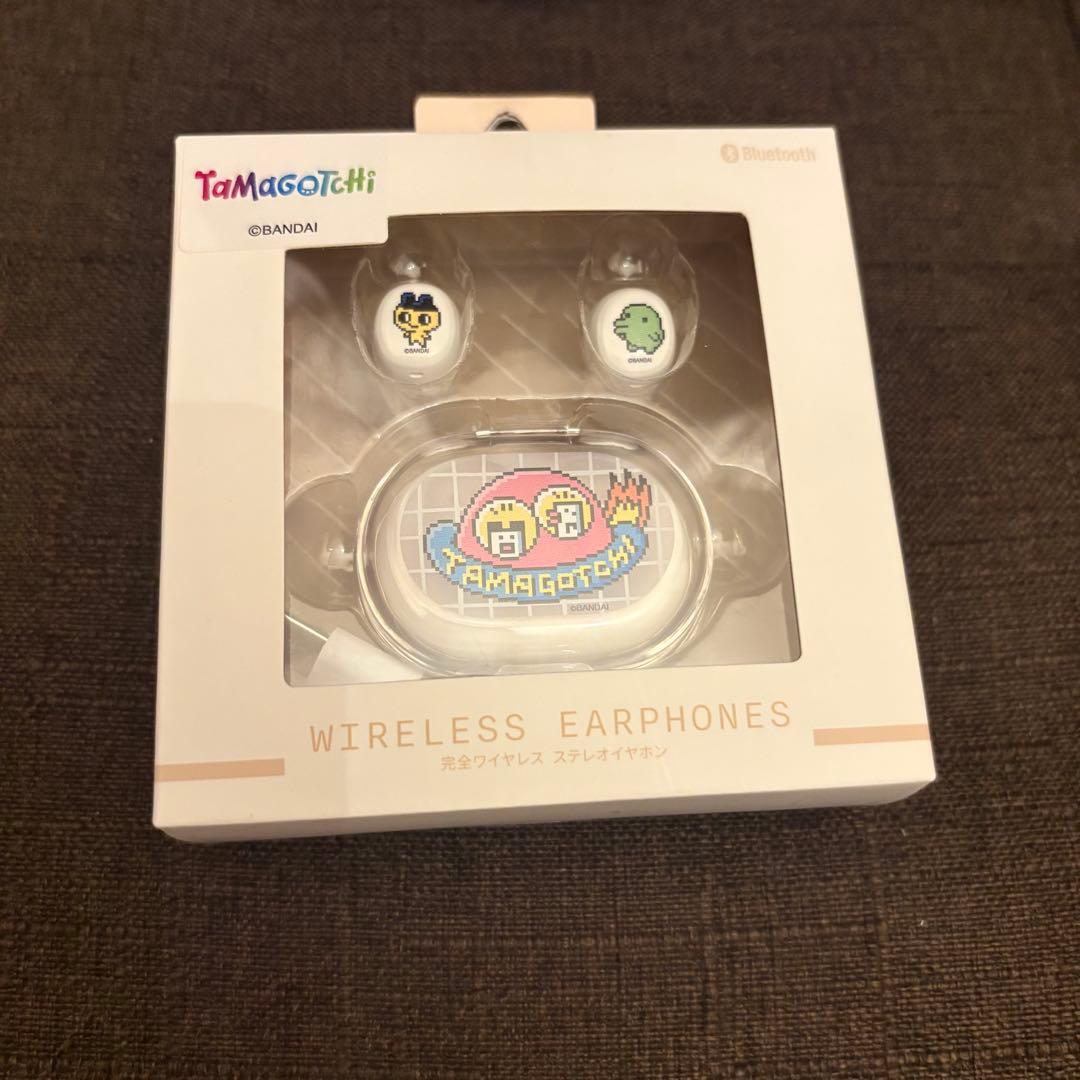 TaMaGOTcHi
©BANDAI
Bluetooth
©BANDAI
©BANDAI
TAMAGOTCHI
©BANDAI
WIRELESS EARPHONES
完全ワイヤレス ステレオイヤホン